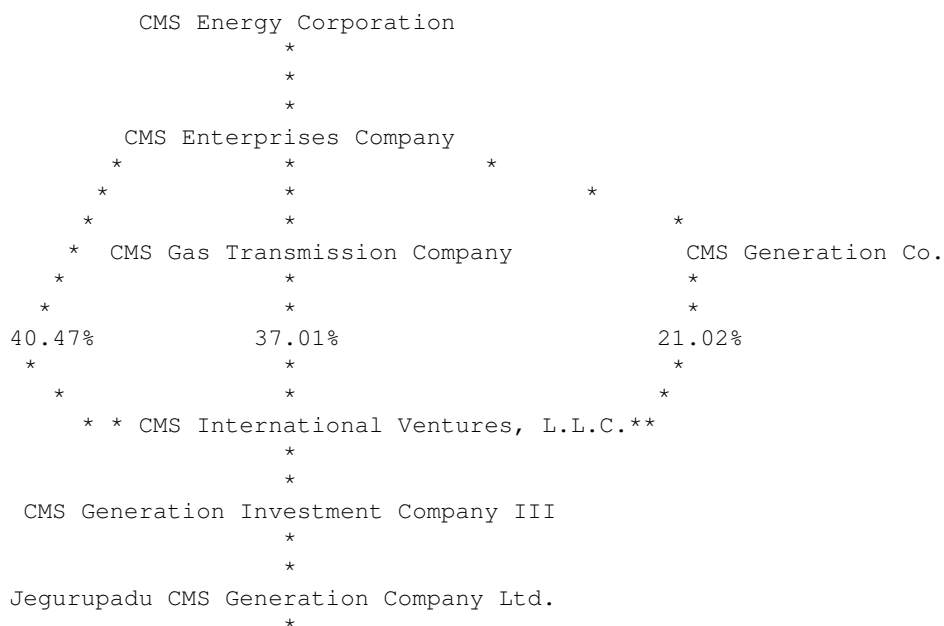 CMS Energy Corporation
*
*
*
CMS Enterprises Company
* * *
* * *
* * *
* CMS Gas Transmission Company CMS Generation Co.
* * *
* * *
40.47% 37.01% 21.02%
* * *
* * *
* * CMS International Ventures, L.L.C.**
*
*
CMS Generation Investment Company III
*
*
Jegurupadu CMS Generation Company Ltd.
*